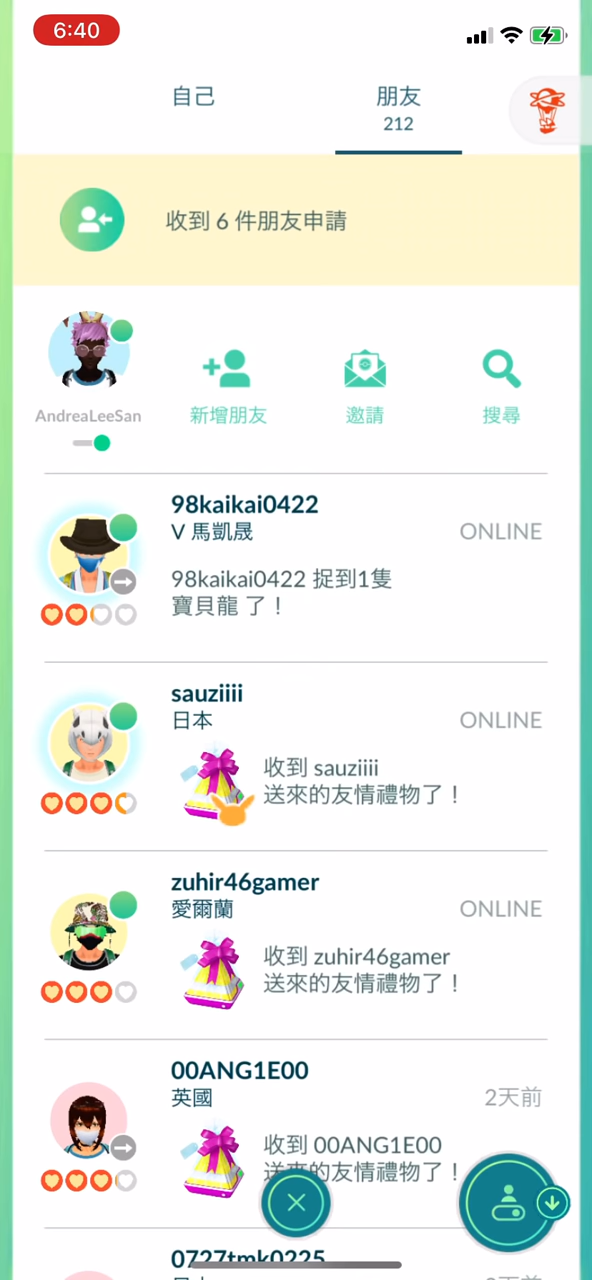 6:40
自己
朋友
212
收到 6 件朋友申請
AndreaLeeSan
新增朋友
邀請
搜尋
98kaikai0422
V 馬凱晟
ONLINE
98kaikai0422 捉到1隻
寶貝龍 了！
sauziiii
日本
ONLINE
收到 sauziiii
送來的友情禮物了！
zuhir46gamer
愛爾蘭
ONLINE
收到 zuhir46gamer
送來的友情禮物了！
00ANG1E00
英國
2天前
收到 00ANG1E00
送來的友情禮物了！
0727tmk0225